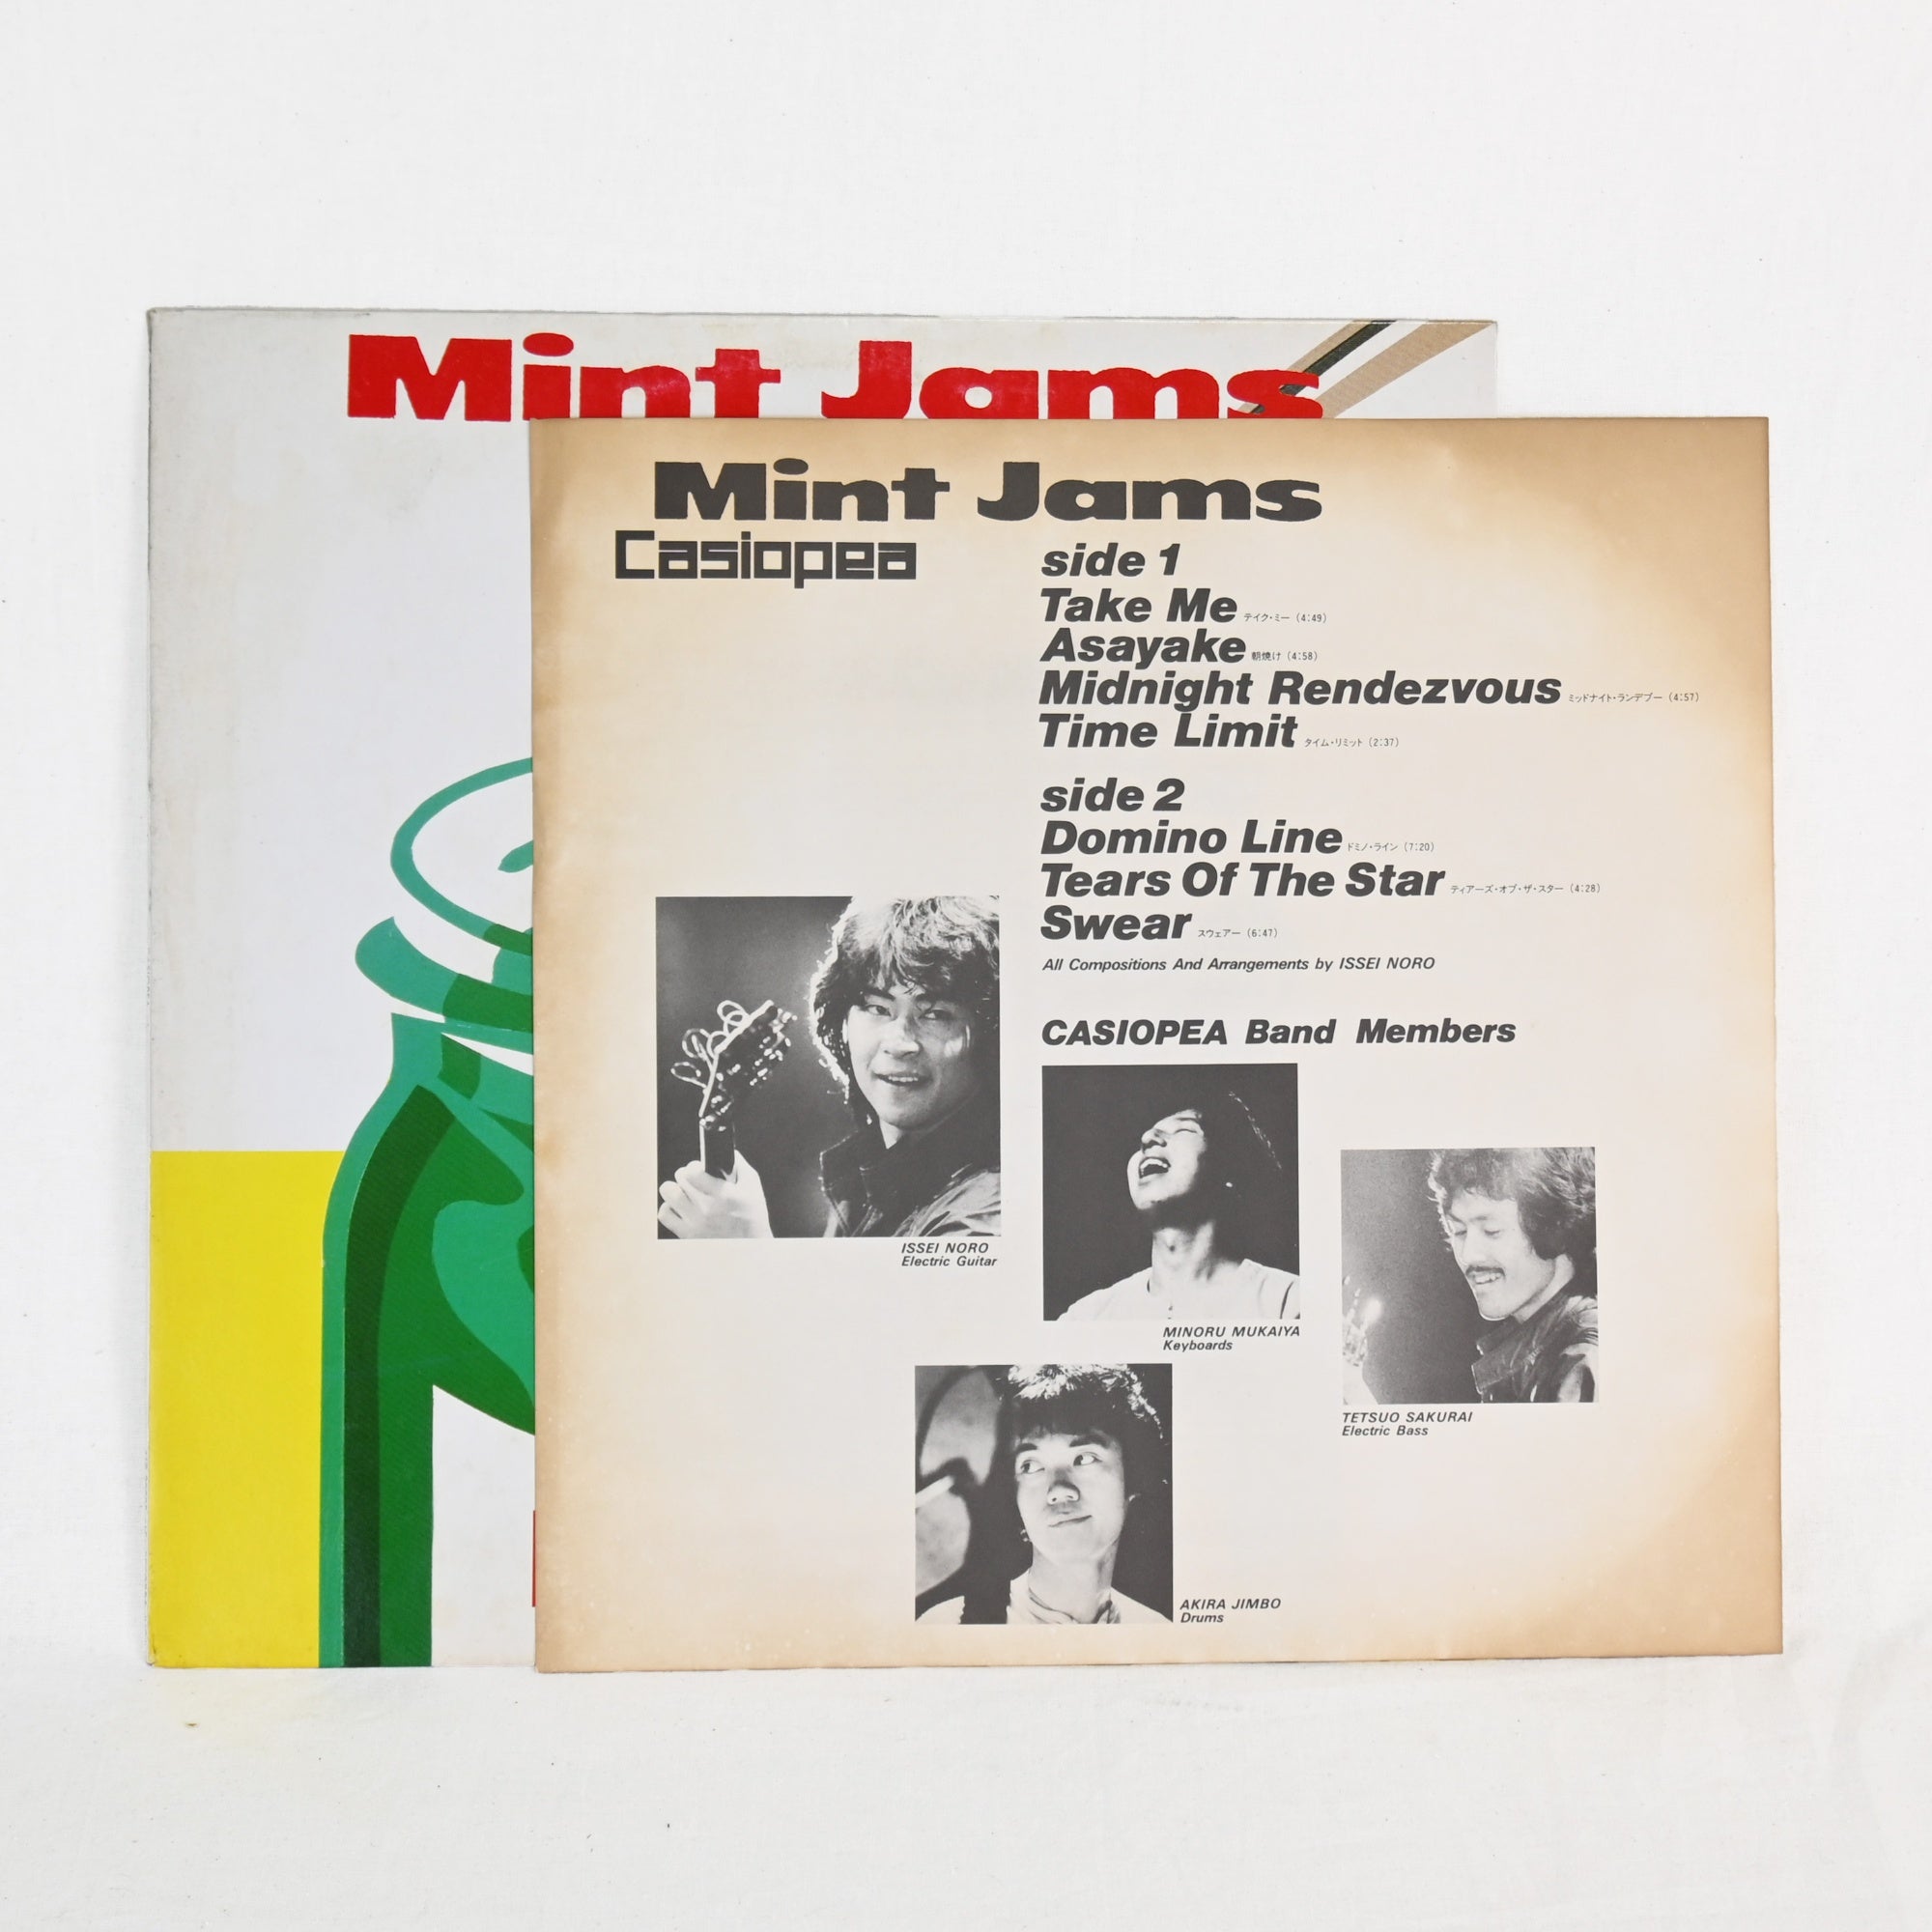 Mint Jams
Mint Jams
Casiopea
side 1
Take Me テイク・ミー (4:49)
Asayake 朝焼け (4:58)
Midnight Rendezvous ミッドナイト・ランデブー (4:57)
Time Limit タイム・リミット (2:37)
side 2
Domino Line ドミノ・ライン (7:20)
Tears Of The Star ティアーズ・オブ・ザ・スター (4:28)
Swear スウェアー (6:47)
All Compositions And Arrangements by ISSEI NORO
CASIOPEA Band Members
ISSEI NORO
Electric Guitar
MINORU MUKAIYA
Keyboards
TETSUO SAKURAI
Electric Bass
AKIRA JIMBO
Drums